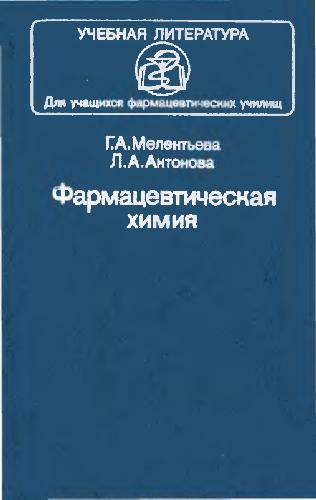 УЧЕБНАЯ ЛИТЕРАТУРА
Для учащихся фармацевтических училищ
Г.А.Мелентьева
Л.А.Антонова
Фармацевтическая
химия